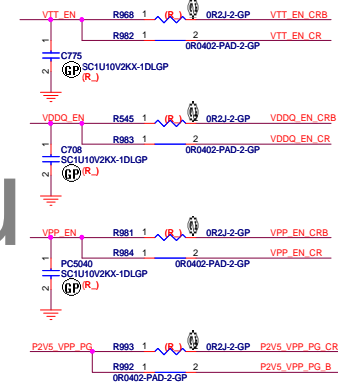 VTT_EN R968 1 (R_) 2 0R2J-2-GP VTT_EN_CRB
R982 1 2 VTT_EN_CR
0R0402-PAD-2-GP
1 C775
2 SC1U10V2KX-1DLGP
GP (R_)
VDDQ_EN R545 1 (R_) 2 0R2J-2-GP VDDQ_EN_CRB
R983 1 2 VDDQ_EN_CR
0R0402-PAD-2-GP
1 C708
SC1U10V2KX-1DLGP
2 GP (R_)
u
VPP_EN R981 1 (R_) 2 0R2J-2-GP VPP_EN_CRB
R984 1 2 VPP_EN_CR
0R0402-PAD-2-GP
1 PC5040
SC1U10V2KX-1DLGP
2 GP (R_)
P2V5_VPP_PG R993 1 (R_) 2 0R2J-2-GP P2V5_VPP_PG_CR
R992 1 2 P2V5_VPP_PG_B
0R0402-PAD-2-GP